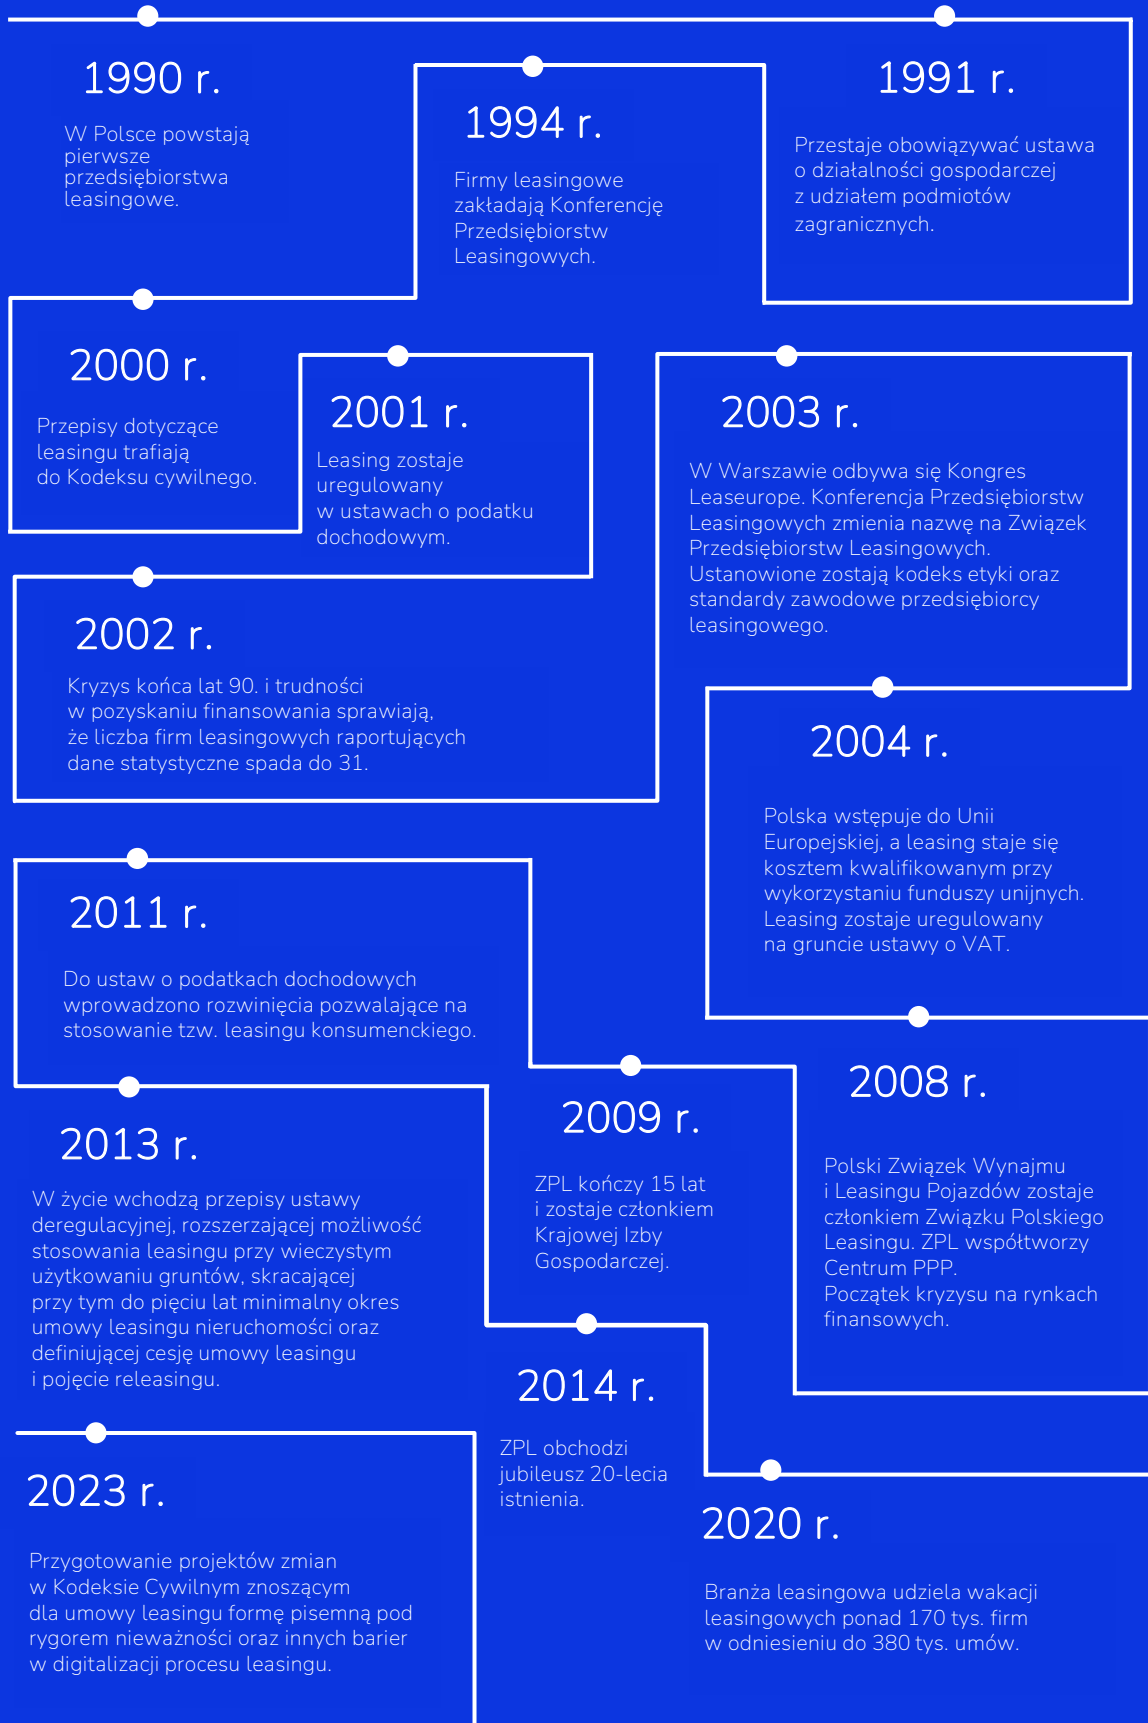 1990 r.
W Polsce powstają
pierwsze
przedsiębiorstwa
leasingowe.
1991 r.
Przestaje obowiązywać ustawa
o działalności gospodarczej
z udziałem podmiotów
zagranicznych.
1994 r.
Firmy leasingowe
zakładają Konferencję
Przedsiębiorstw
Leasingowych.
2000 r.
Przepisy dotyczące
leasingu trafiają
do Kodeksu cywilnego.
2001 r.
Leasing zostaje
uregulowany
w ustawach o podatku
dochodowym.
2002 r.
Kryzys końca lat 90. i trudności
w pozyskaniu finansowania sprawiają,
że liczba firm leasingowych raportujących
dane statystyczne spada do 31.
2003 r.
W Warszawie odbywa się Kongres
Leaseurope. Konferencja Przedsiębiorstw
Leasingowych zmienia nazwę na Związek
Przedsiębiorstw Leasingowych.
Ustanowione zostają kodeks etyki oraz
standardy zawodowe przedsiębiorcy
leasingowego.
2004 r.
Polska wstępuje do Unii
Europejskiej, a leasing staje się
kosztem kwalifikowanym przy
wykorzystaniu funduszy unijnych.
Leasing zostaje uregulowany
na gruncie ustawy o VAT.
2008 r.
Polski Związek Wynajmu
i Leasingu Pojazdów zostaje
członkiem Związku Polskiego
Leasingu. ZPL współtworzy
Centrum PPP.
Początek kryzysu na rynkach
finansowych.
2009 r.
ZPL kończy 15 lat
i zostaje członkiem
Krajowej Izby
Gospodarczej.
2011 r.
Do ustaw o podatkach dochodowych
wprowadzono rozwinięcia pozwalające na
stosowanie tzw. leasingu konsumenckiego.
2013 r.
W życie wchodzą przepisy ustawy
deregulacyjnej, rozszerzającej możliwość
stosowania leasingu przy wieczystym
użytkowaniu gruntów, skracającej
przy tym do pięciu lat minimalny okres
umowy leasingu nieruchomości oraz
definiującej cesję umowy leasingu
i pojęcie releasingu.
2014 r.
ZPL obchodzi
jubileusz 20-lecia
istnienia.
2020 r.
Branża leasingowa udziela wakacji
leasingowych ponad 170 tys. firm
w odniesieniu do 380 tys. umów.
2023 r.
Przygotowanie projektów zmian
w Kodeksie Cywilnym znoszącym
dla umowy leasingu formę pisemną pod
rygorem nieważności oraz innych barier
w digitalizacji procesu leasingu.